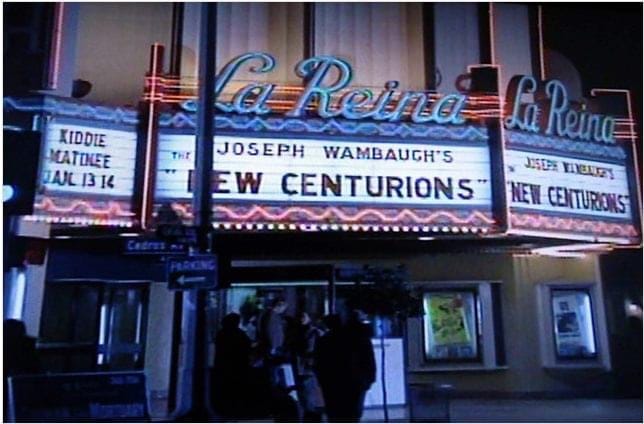 La Reina
La Reina
KIDDIE
MATINEE
JAN. 13 14
THE JOSEPH WAMBAUGH'S
"NEW CENTURIONS"
JOSEPH WAMBAUGH'S
"NEW CENTURIONS"
Cedros
PARKING